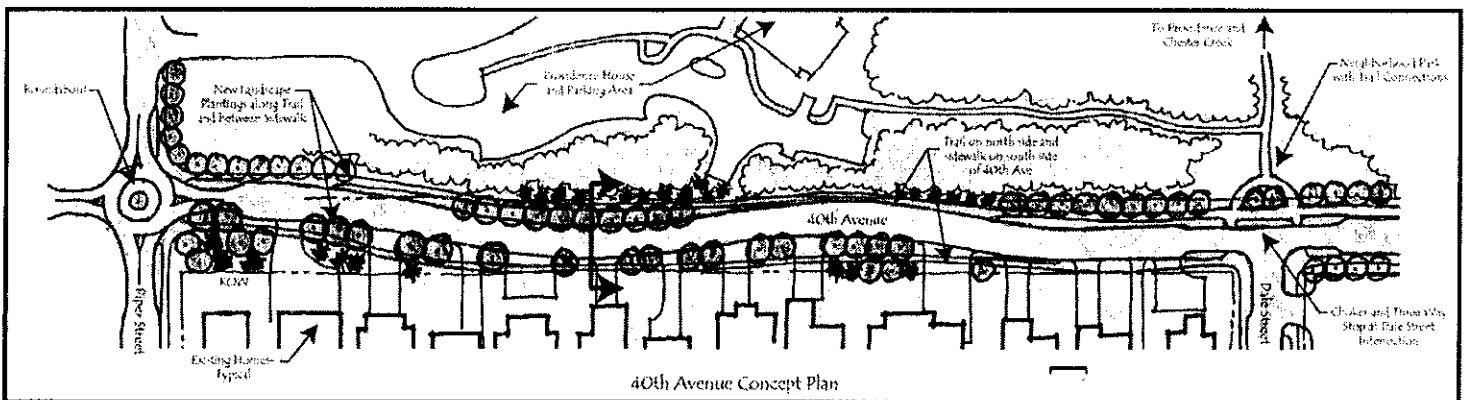 Roundabout
New Landscape
Plantings along Trail
and between Sidewalk
Providence House
and Parking Area
To Providence and
Chester Creek
Neighborhood Park
with Trail Connections
Trail on north side and
sidewalk on south side
of 40th Ave
40th Avenue
ROW
Piper Street
Existing Homes-
Typical
Dale Street
Choker and Three Way
Stop at Dale Street
Intersection
40th Avenue Concept Plan